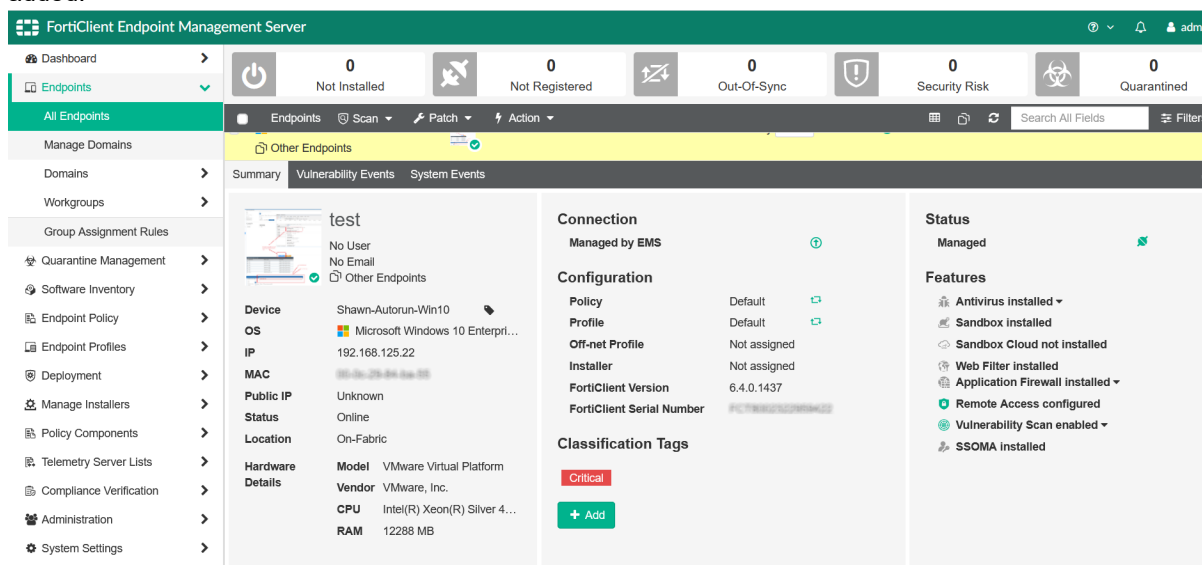 FortiClient Endpoint Management Server
adm
Dashboard
Endpoints
All Endpoints
Manage Domains
Domains
Workgroups
Group Assignment Rules
Quarantine Management
Software Inventory
Endpoint Policy
Endpoint Profiles
Deployment
Manage Installers
Policy Components
Telemetry Server Lists
Compliance Verification
Administration
System Settings
0
Not Installed
0
Not Registered
0
Out-Of-Sync
0
Security Risk
0
Quarantined
Endpoints Scan Patch Action Search All Fields Filter
Other Endpoints
Summary Vulnerability Events System Events
test
No User
No Email
Other Endpoints
Device Shawn-Autorun-Win10
OS Microsoft Windows 10 Enterpri...
IP 192.168.125.22
MAC
Public IP Unknown
Status Online
Location On-Fabric
Hardware Details Model VMware Virtual Platform
Vendor VMware, Inc.
CPU Intel(R) Xeon(R) Silver 4...
RAM 12288 MB
Connection
Managed by EMS
Configuration
Policy Default
Profile Default
Off-net Profile Not assigned
Installer Not assigned
FortiClient Version 6.4.0.1437
FortiClient Serial Number
Classification Tags
Critical
+ Add
Status
Managed
Features
Antivirus installed
Sandbox installed
Sandbox Cloud not installed
Web Filter installed
Application Firewall installed
Remote Access configured
Vulnerability Scan enabled
SSOMA installed